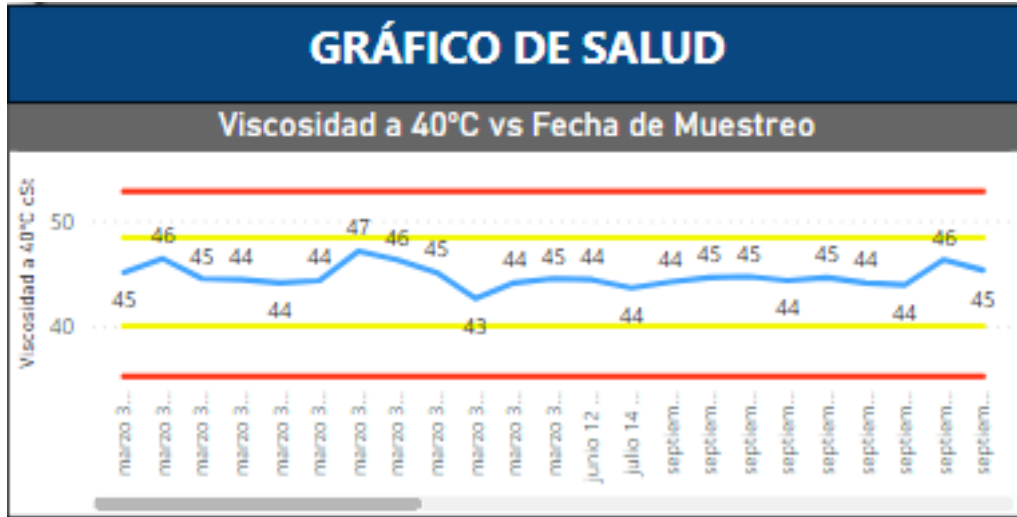 GRÁFICO DE SALUD
Viscosidad a 40°C vs Fecha de Muestreo
Viscosidad a 40°C cSt
50
40
45
46
45
44
44
44
47
46
45
43
44
45
44
44
44
45
45
44
45
44
44
46
45
marzo 3...
marzo 3...
marzo 3...
marzo 3...
marzo 3...
marzo 3...
marzo 3...
marzo 3...
marzo 3...
marzo 3...
marzo 3...
marzo 3...
junio 12 ...
julio 14 ...
septiem...
septiem...
septiem...
septiem...
septiem...
septiem...
septiem...
septiem...
septiem...